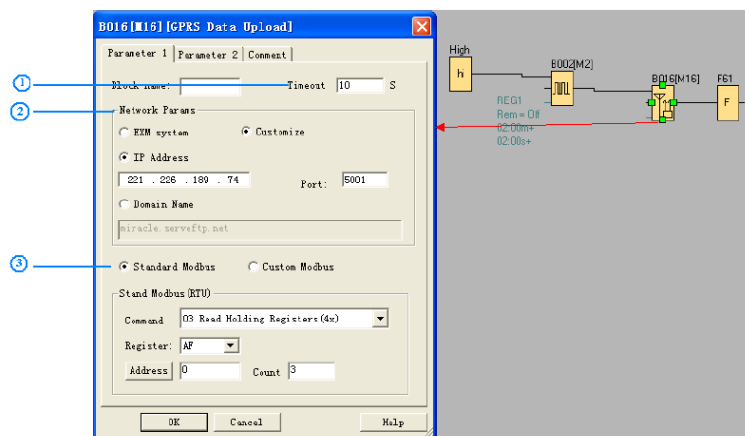 B016[M16] [GPRS Data Upload]
Parameter 1 Parameter 2 Comment
① Block name: Timeout 10 S
② Network Params
HXM system Customize
IP Address
221 . 226 . 189 . 74 Port: 5001
Domain Name
miracle.serveftp.net
③ Standard Modbus Custom Modbus
Stand Modbus(RTU)
Command 03 Read Holding Registers(4x)
Register: AF
Address 0 Count 3
OK Cancel Help
High
hi
B002[M2]
REG1
Rem = Off
02:00m+
02:00s+
B016[M16]
F61
F